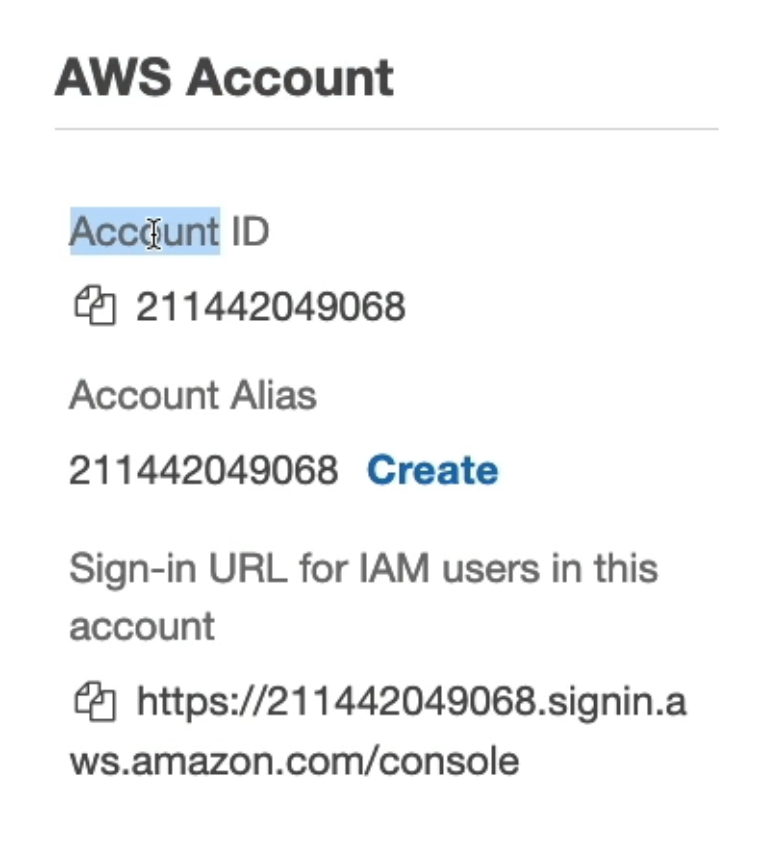 AWS Account
Account ID
211442049068
Account Alias
211442049068 Create
Sign-in URL for IAM users in this
account
https://211442049068.signin.a
ws.amazon.com/console